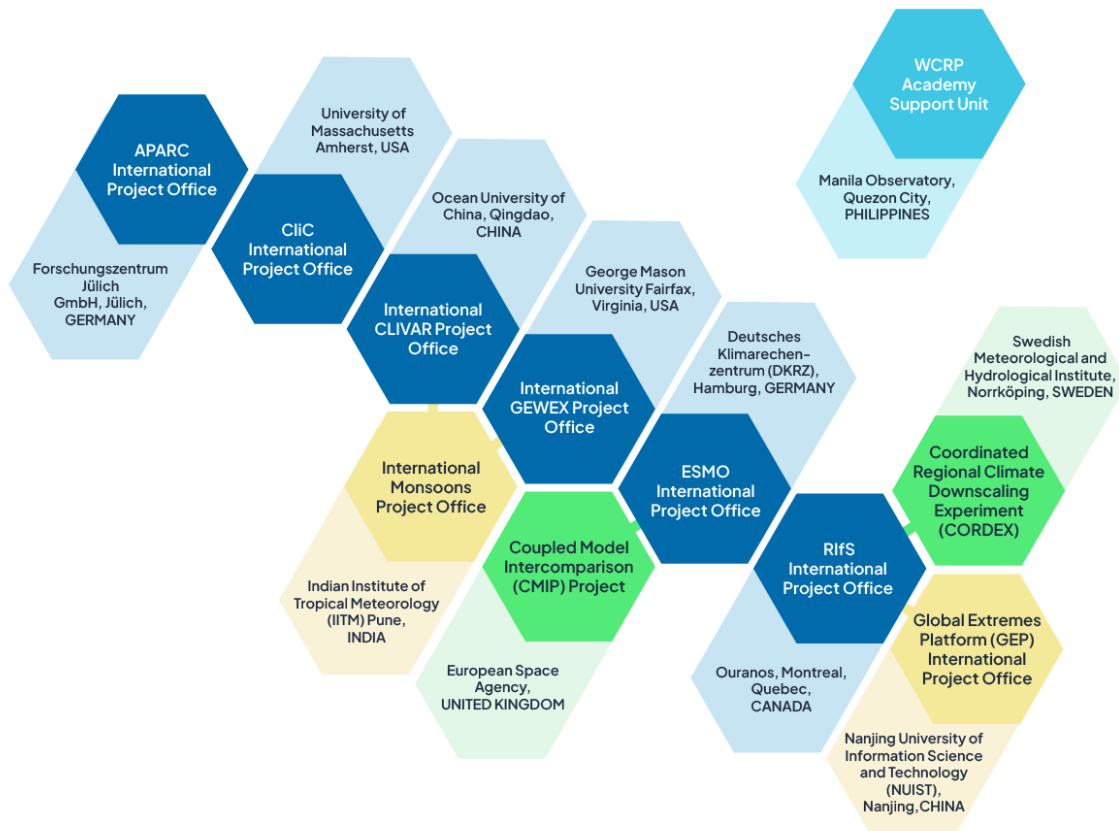 WCRP
Academy
Support Unit
Manila Observatory,
Quezon City,
PHILIPPINES
APARC
International
Project Office
Forschungszentrum
Jülich
GmbH, Jülich,
GERMANY
University of
Massachusetts
Amherst, USA
CliC
International
Project Office
Ocean University of
China, Qingdao,
CHINA
International
CLIVAR Project
Office
George Mason
University Fairfax,
Virginia, USA
International
GEWEX Project
Office
Deutsches
Klimarechen-
zentrum (DKRZ),
Hamburg, GERMANY
ESMO
International
Project Office
International
Monsoons
Project Office
Indian Institute of
Tropical Meteorology
(IITM) Pune,
INDIA
Coupled Model
Intercomparison
(CMIP) Project
European Space
Agency,
UNITED KINGDOM
RIfS
International
Project Office
Ouranos, Montreal,
Quebec,
CANADA
Swedish
Meteorological and
Hydrological Institute,
Norrköping, SWEDEN
Coordinated
Regional Climate
Downscaling
Experiment
(CORDEX)
Global Extremes
Platform (GEP)
International
Project Office
Nanjing University of
Information Science
and Technology
(NUIST),
Nanjing,CHINA